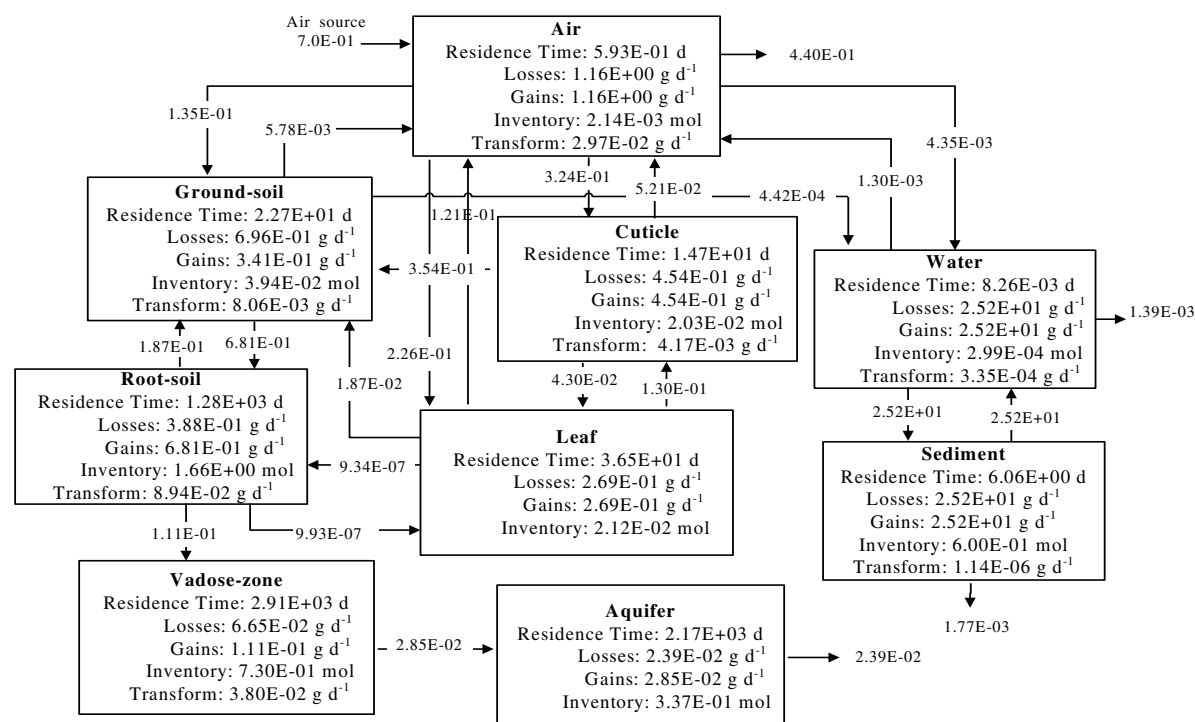 Air source
7.0E-01
Air
Residence Time: 5.93E-01 d
Losses: 1.16E+00 g d-1
Gains: 1.16E+00 g d-1
Inventory: 2.14E-03 mol
Transform: 2.97E-02 g d-1
4.40E-01
1.35E-01
5.78E-03
4.35E-03
1.30E-03
3.24E-01
5.21E-02
4.42E-04
1.21E-01
Ground-soil
Residence Time: 2.27E+01 d
Losses: 6.96E-01 g d-1
Gains: 3.41E-01 g d-1
Inventory: 3.94E-02 mol
Transform: 8.06E-03 g d-1
3.54E-01
Cuticle
Residence Time: 1.47E+01 d
Losses: 4.54E-01 g d-1
Gains: 4.54E-01 g d-1
Inventory: 2.03E-02 mol
Transform: 4.17E-03 g d-1
Water
Residence Time: 8.26E-03 d
Losses: 2.52E+01 g d-1
Gains: 2.52E+01 g d-1
Inventory: 2.99E-04 mol
Transform: 3.35E-04 g d-1
1.39E-03
1.87E-01
6.81E-01
2.26E-01
1.87E-02
4.30E-02
1.30E-01
2.52E+01
2.52E+01
Root-soil
Residence Time: 1.28E+03 d
Losses: 3.88E-01 g d-1
Gains: 6.81E-01 g d-1
Inventory: 1.66E+00 mol
Transform: 8.94E-02 g d-1
9.34E-07
Leaf
Residence Time: 3.65E+01 d
Losses: 2.69E-01 g d-1
Gains: 2.69E-01 g d-1
Inventory: 2.12E-02 mol
Sediment
Residence Time: 6.06E+00 d
Losses: 2.52E+01 g d-1
Gains: 2.52E+01 g d-1
Inventory: 6.00E-01 mol
Transform: 1.14E-06 g d-1
1.11E-01
9.93E-07
1.77E-03
Vadose-zone
Residence Time: 2.91E+03 d
Losses: 6.65E-02 g d-1
Gains: 1.11E-01 g d-1
Inventory: 7.30E-01 mol
Transform: 3.80E-02 g d-1
2.85E-02
Aquifer
Residence Time: 2.17E+03 d
Losses: 2.39E-02 g d-1
Gains: 2.85E-02 g d-1
Inventory: 3.37E-01 mol
2.39E-02